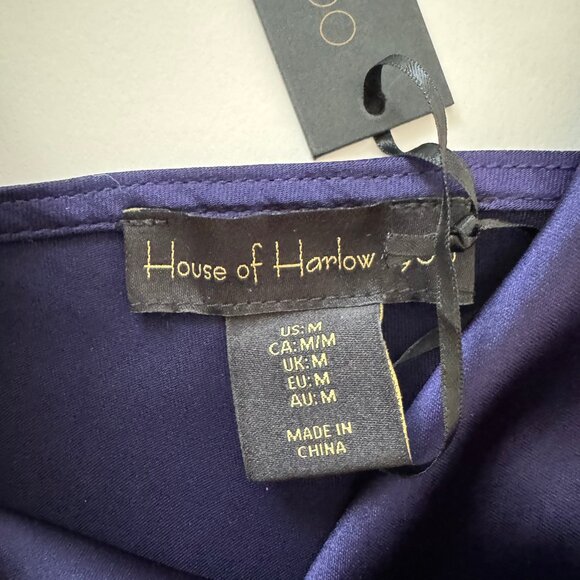 House of Harlow
US: M
CA: M/M
UK: M
EU: M
AU: M
MADE IN
CHINA